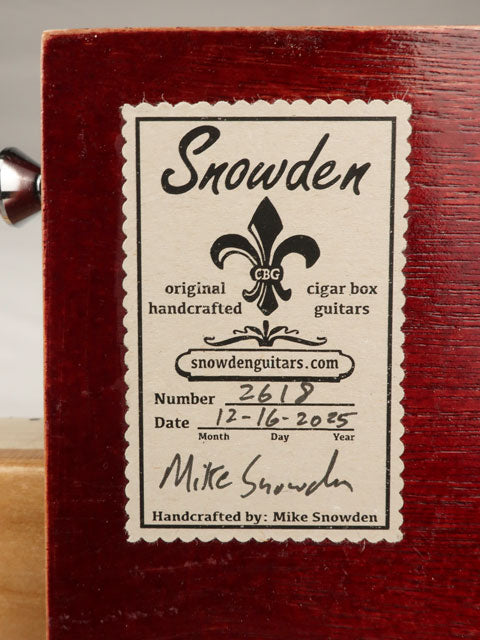 Snowden
CBG
original cigar box
handcrafted guitars
snowdenguitars.com
Number 2618
Date 12-16-2025
Month Day Year
Mike Snowden
Handcrafted by: Mike Snowden